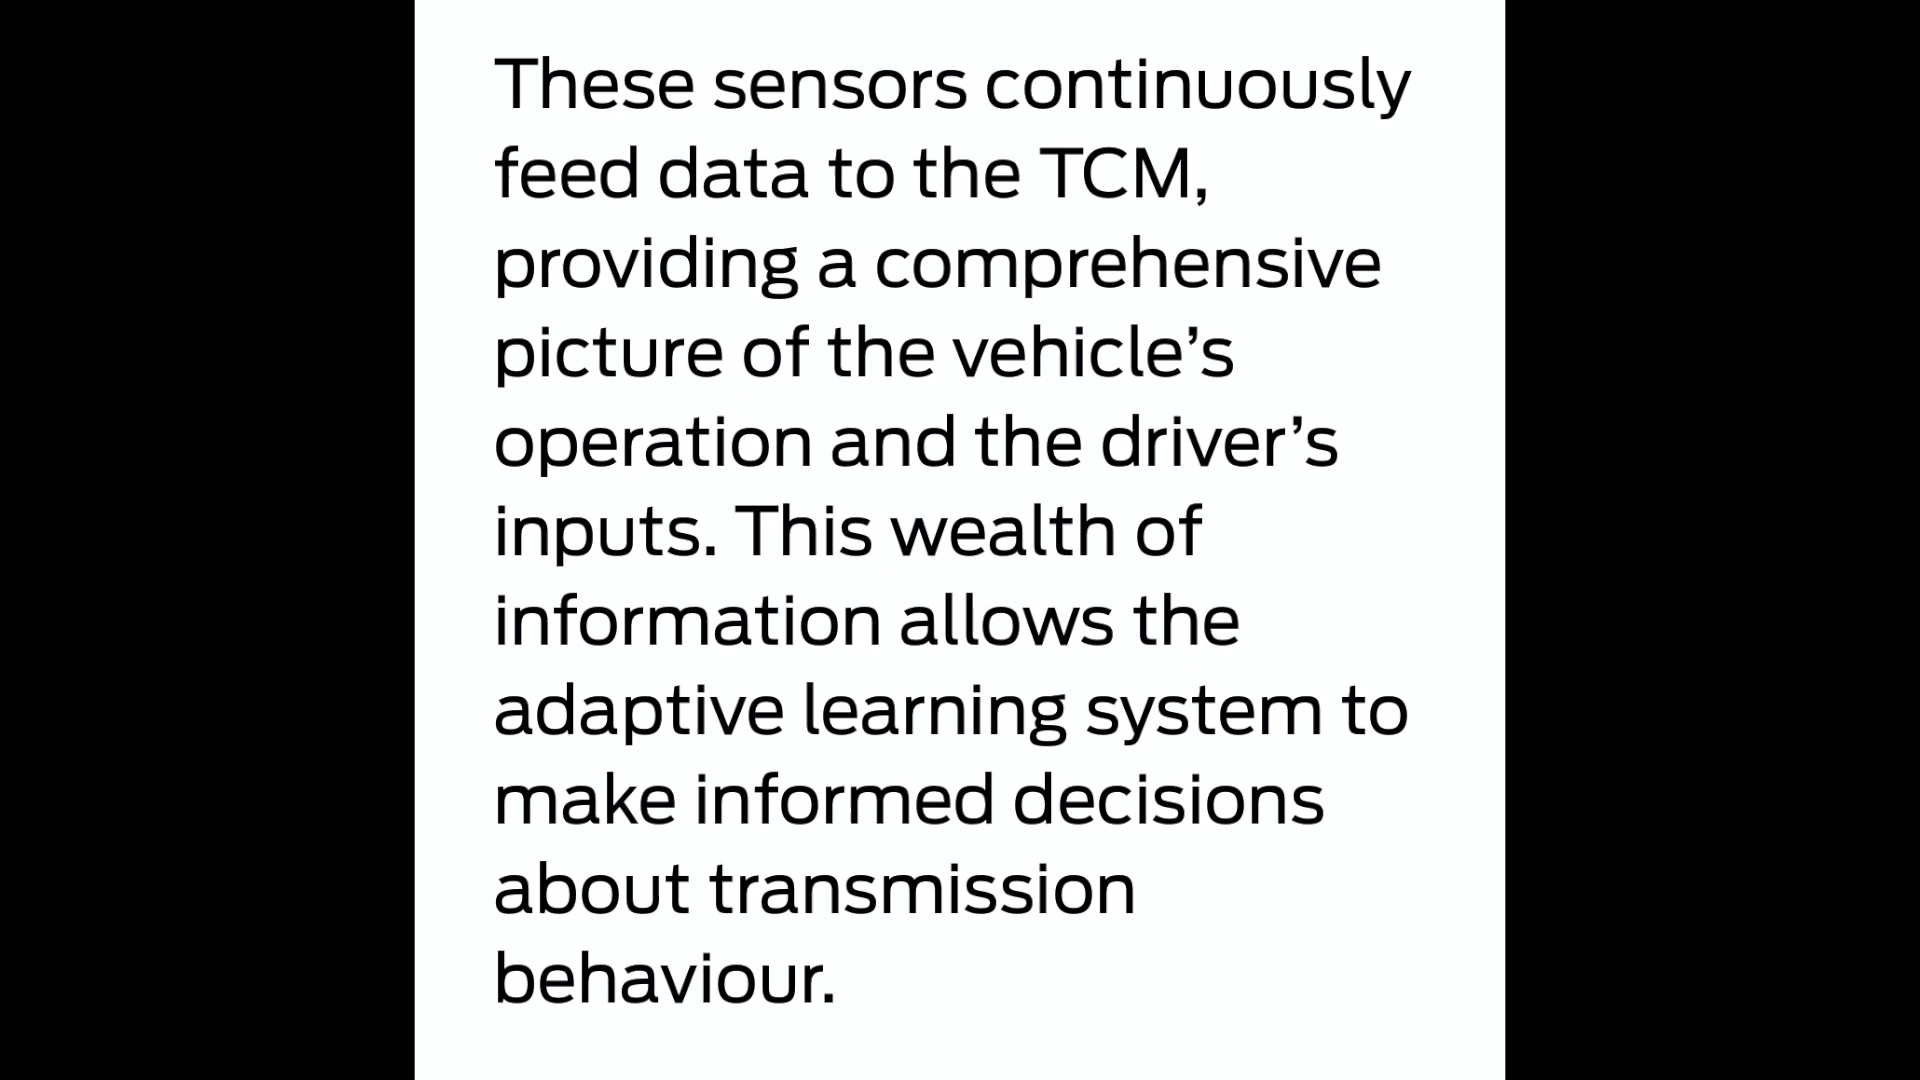 These sensors continuously
feed data to the TCM,
providing a comprehensive
picture of the vehicle’s
operation and the driver’s
inputs. This wealth of
information allows the
adaptive learning system to
make informed decisions
about transmission
behaviour.